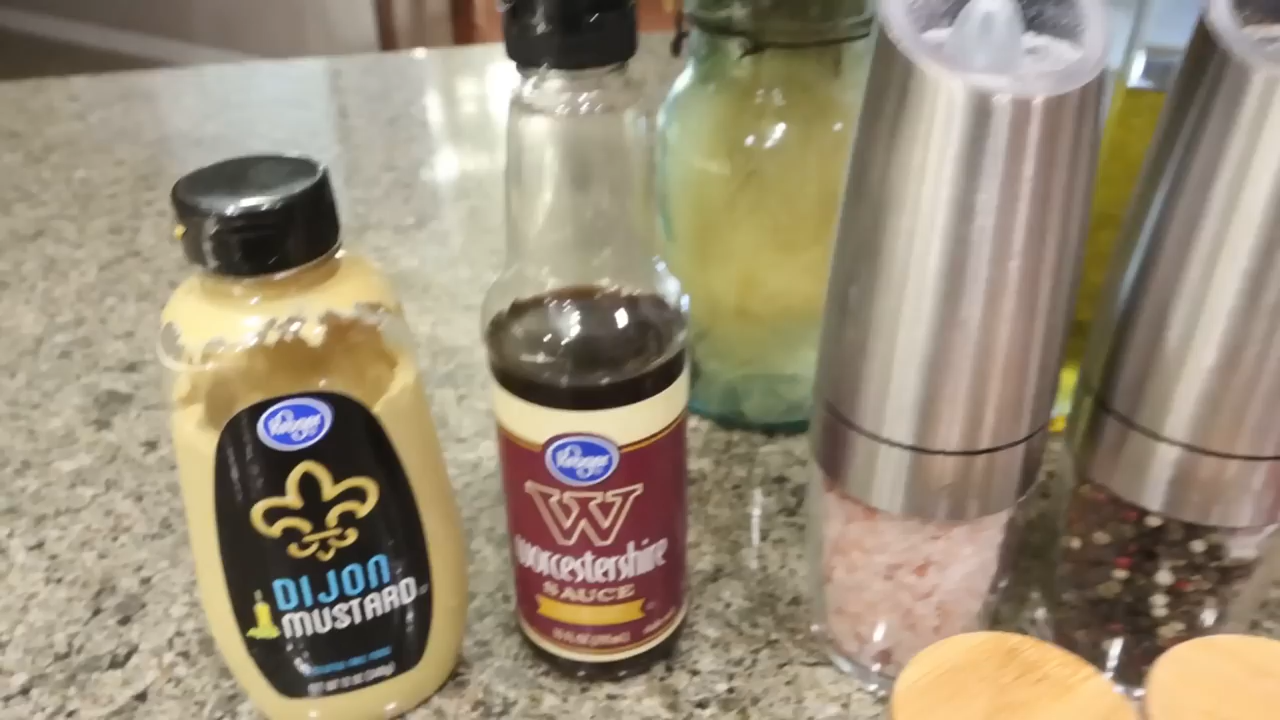 Kroger
DIJON
MUSTARD
Kroger
W
Worcestershire
SAUCE